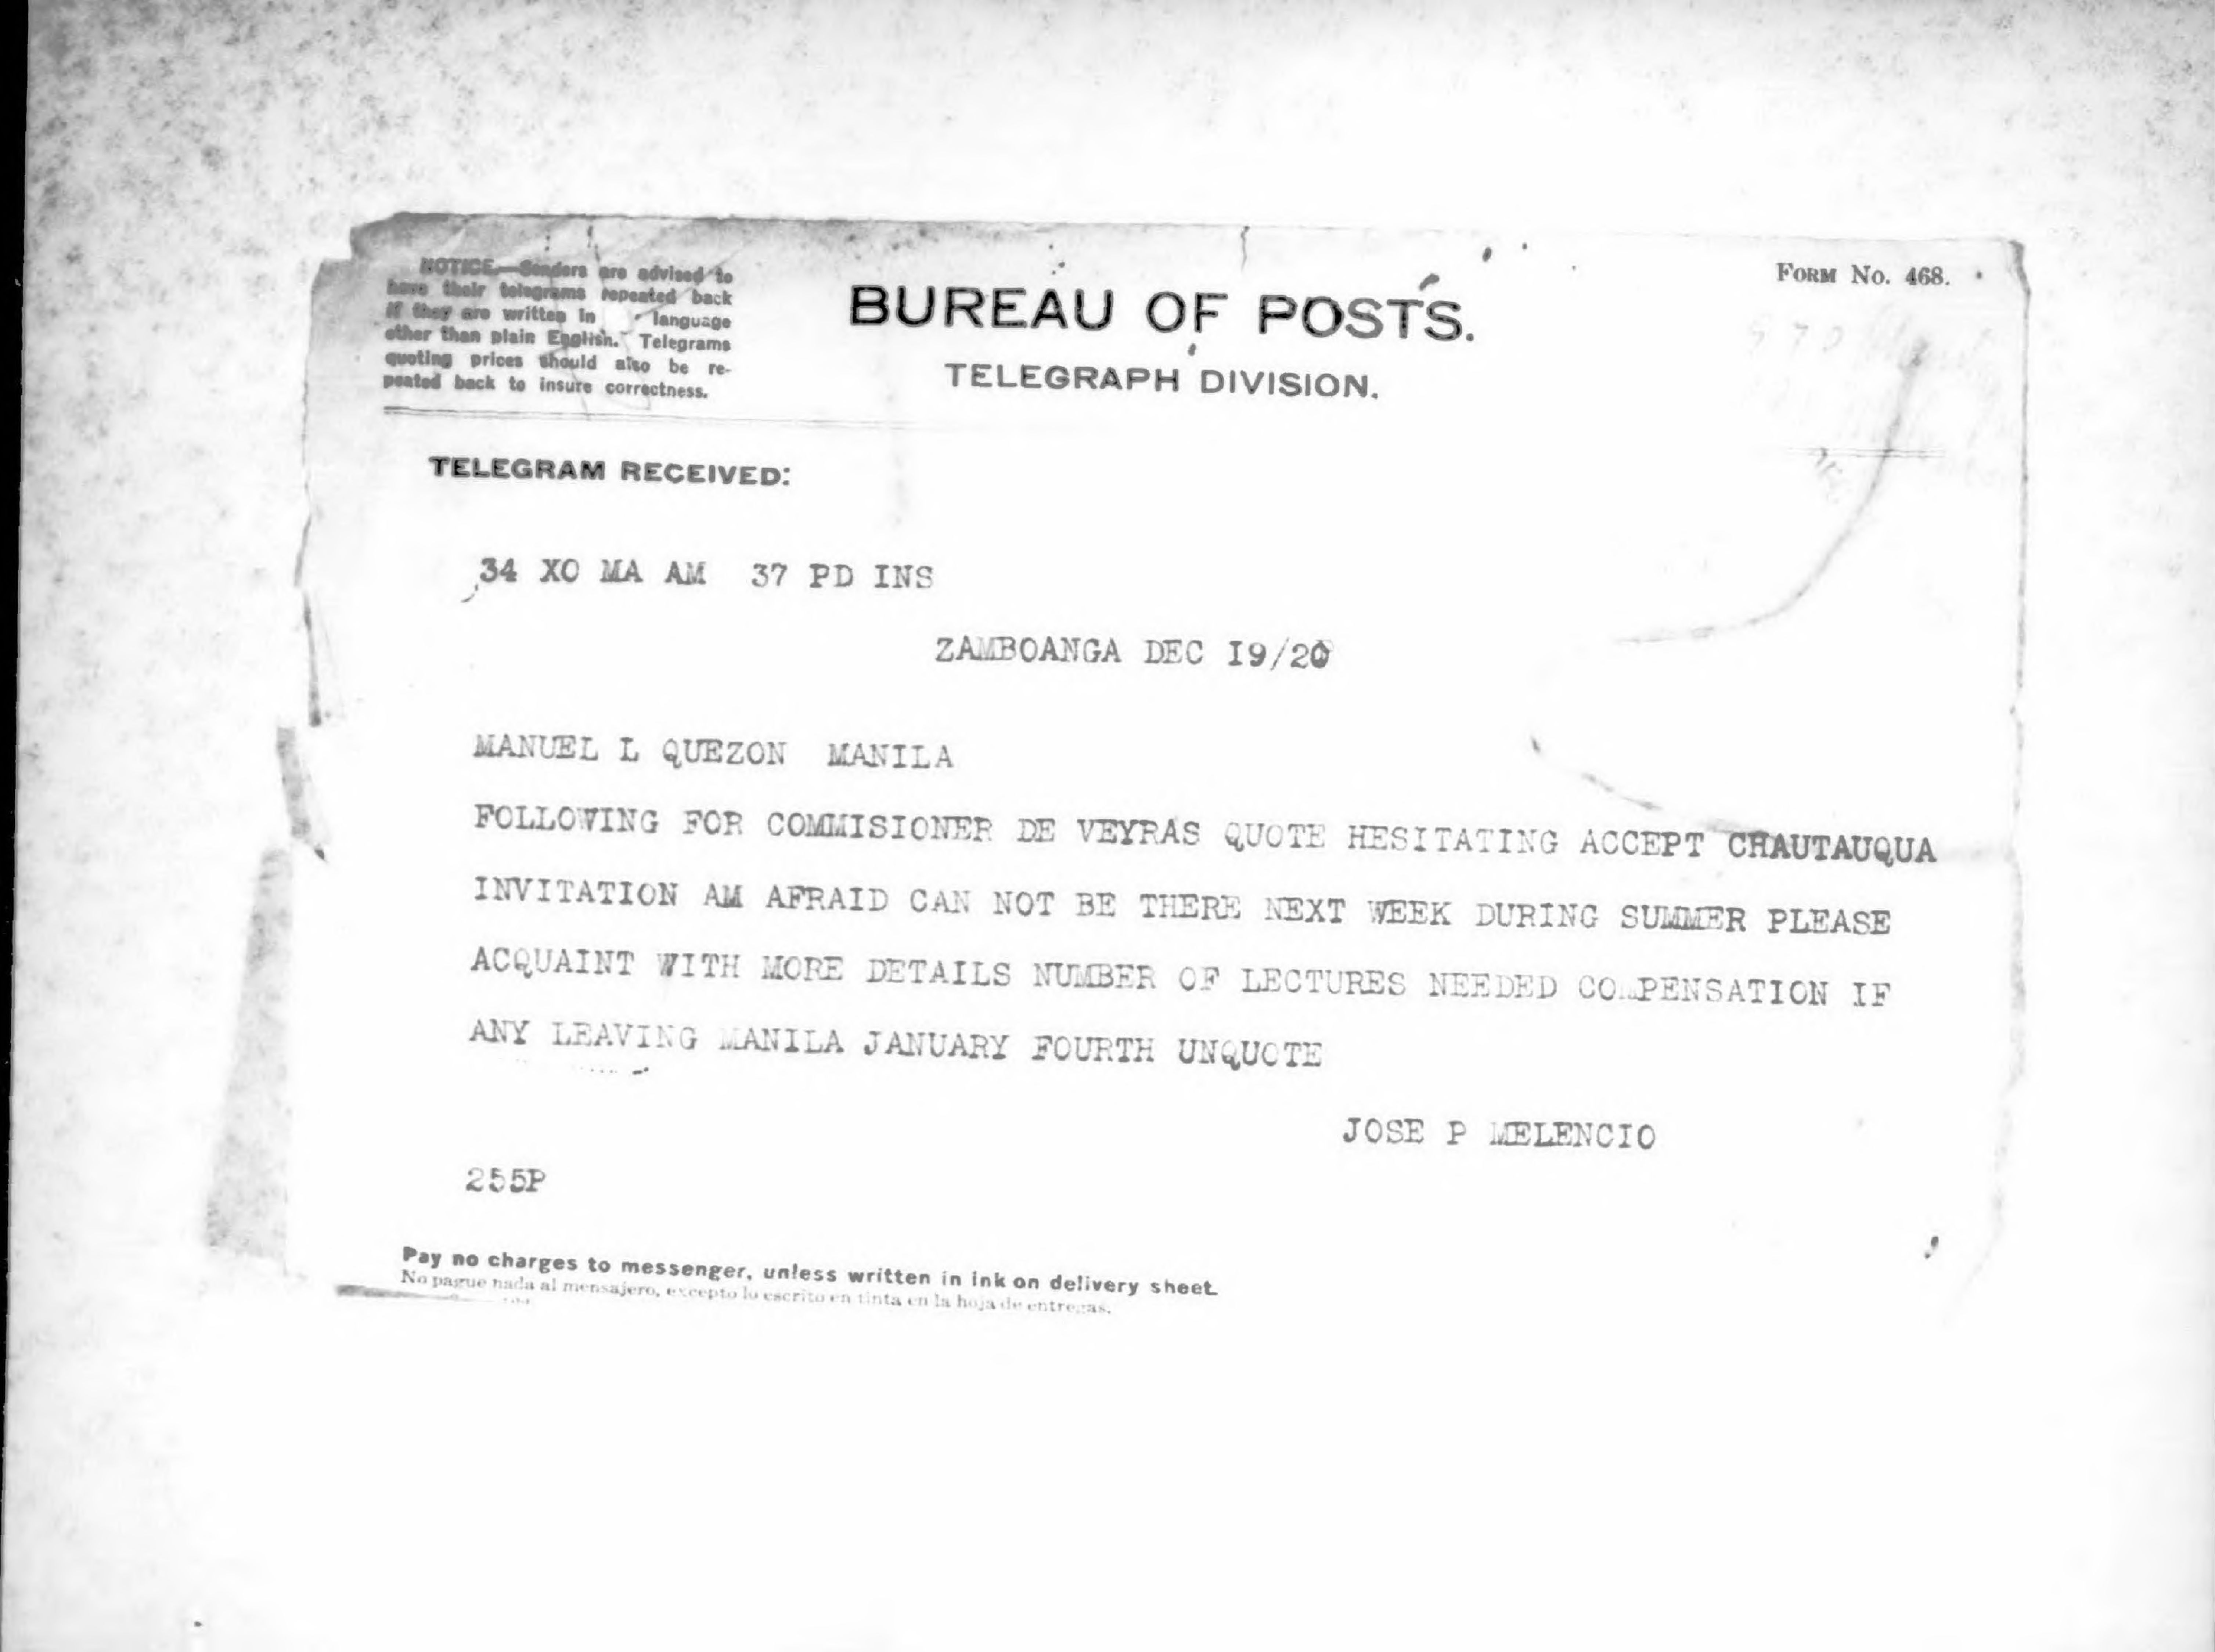 NOTICE.—Senders are advised to
have their telegrams repeated back
if they are written in language
other than plain English. Telegrams
quoting prices should also be re-
peated back to insure correctness.
BUREAU OF POSTS.
TELEGRAPH DIVISION.
FORM No. 468.
TELEGRAM RECEIVED:
34 XO MA AM 37 PD INS
ZAMBOANGA DEC I9/20
MANUEL L QUEZON MANILA
FOLLOWING FOR COMMISIONER DE VEYRAS QUOTE HESITATING ACCEPT CHAUTAUQUA
INVITATION AM AFRAID CAN NOT BE THERE NEXT WEEK DURING SUMMER PLEASE
ACQUAINT WITH MORE DETAILS NUMBER OF LECTURES NEEDED COMPENSATION IF
ANY LEAVING MANILA JANUARY FOURTH UNQUOTE
JOSE P MELENCIO
255P
Pay no charges to messenger, unless written in ink on delivery sheet.
No pague nada al mensajero, excepto lo escrito en tinta en la hoja de entregas.